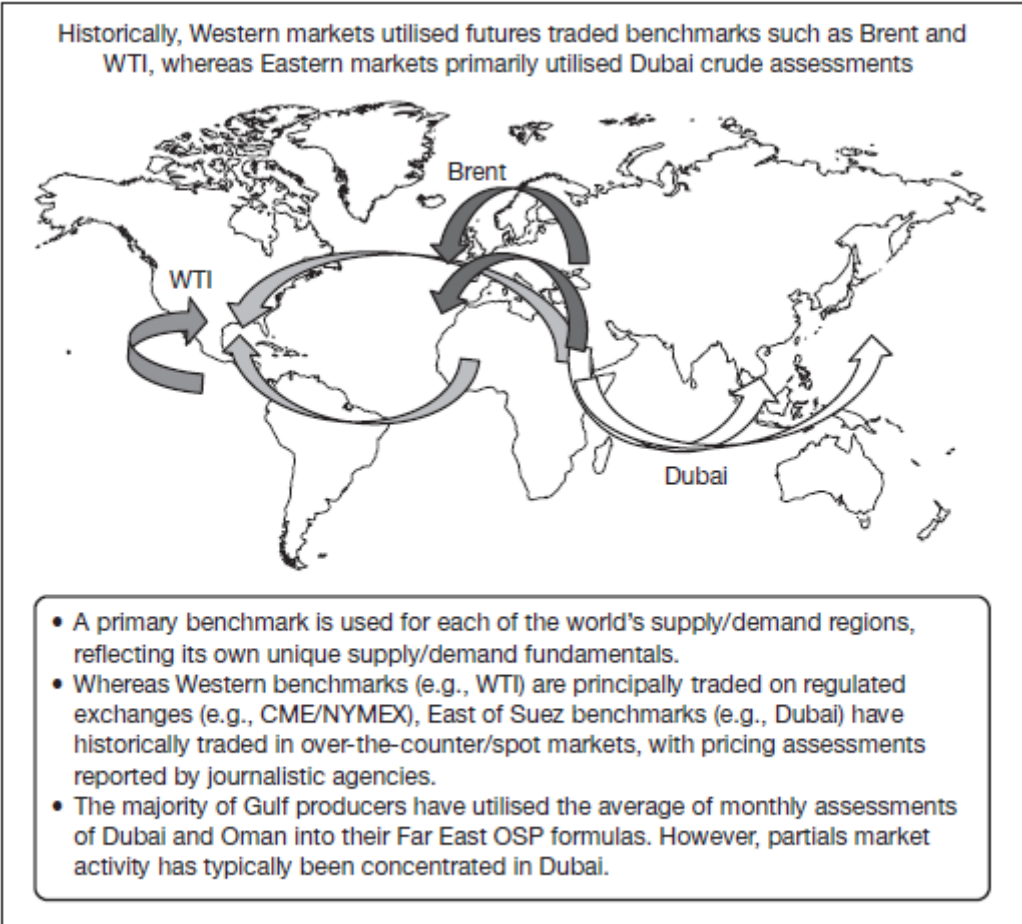 Historically, Western markets utilised futures traded benchmarks such as Brent and
WTI, whereas Eastern markets primarily utilised Dubai crude assessments
Brent
WTI
Dubai
• A primary benchmark is used for each of the world's supply/demand regions,
reflecting its own unique supply/demand fundamentals.
• Whereas Western benchmarks (e.g., WTI) are principally traded on regulated
exchanges (e.g., CME/NYMEX), East of Suez benchmarks (e.g., Dubai) have
historically traded in over-the-counter/spot markets, with pricing assessments
reported by journalistic agencies.
• The majority of Gulf producers have utilised the average of monthly assessments
of Dubai and Oman into their Far East OSP formulas. However, partials market
activity has typically been concentrated in Dubai.